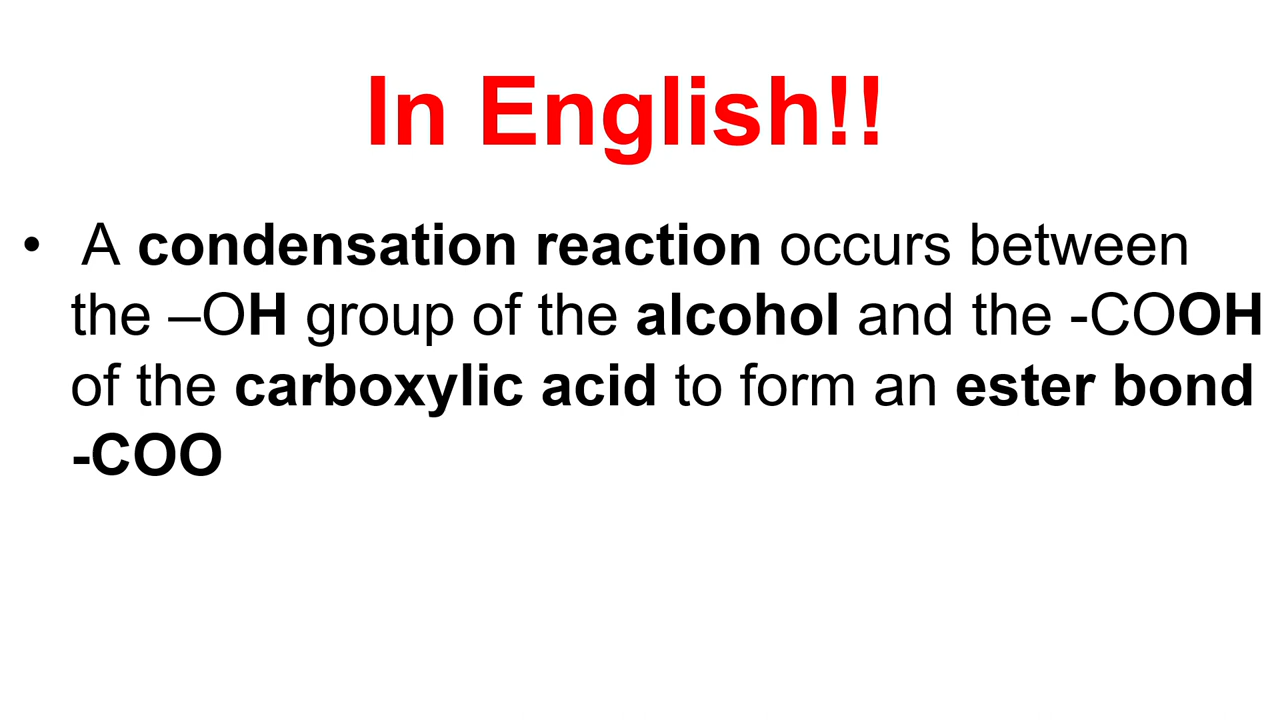 In English!!
• A condensation reaction occurs between
the –OH group of the alcohol and the -COOH
of the carboxylic acid to form an ester bond
-COO